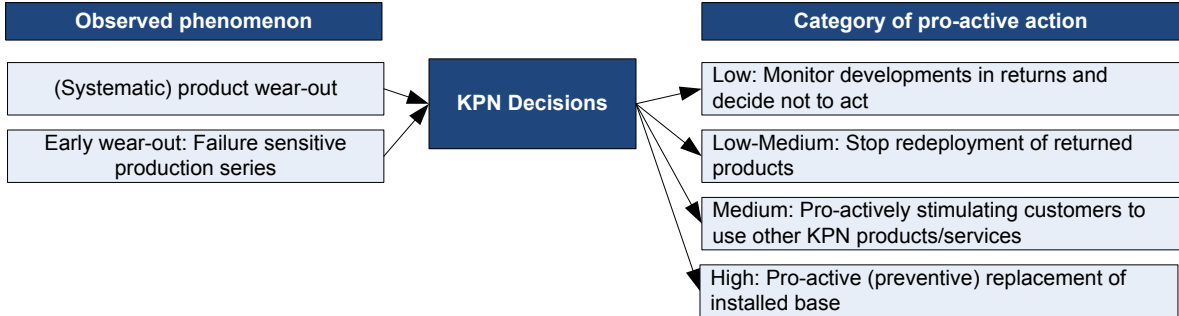 Observed phenomenon
(Systematic) product wear-out
Early wear-out: Failure sensitive
production series
KPN Decisions
Category of pro-active action
Low: Monitor developments in returns and
decide not to act
Low-Medium: Stop redeployment of returned
products
Medium: Pro-actively stimulating customers to
use other KPN products/services
High: Pro-active (preventive) replacement of
installed base